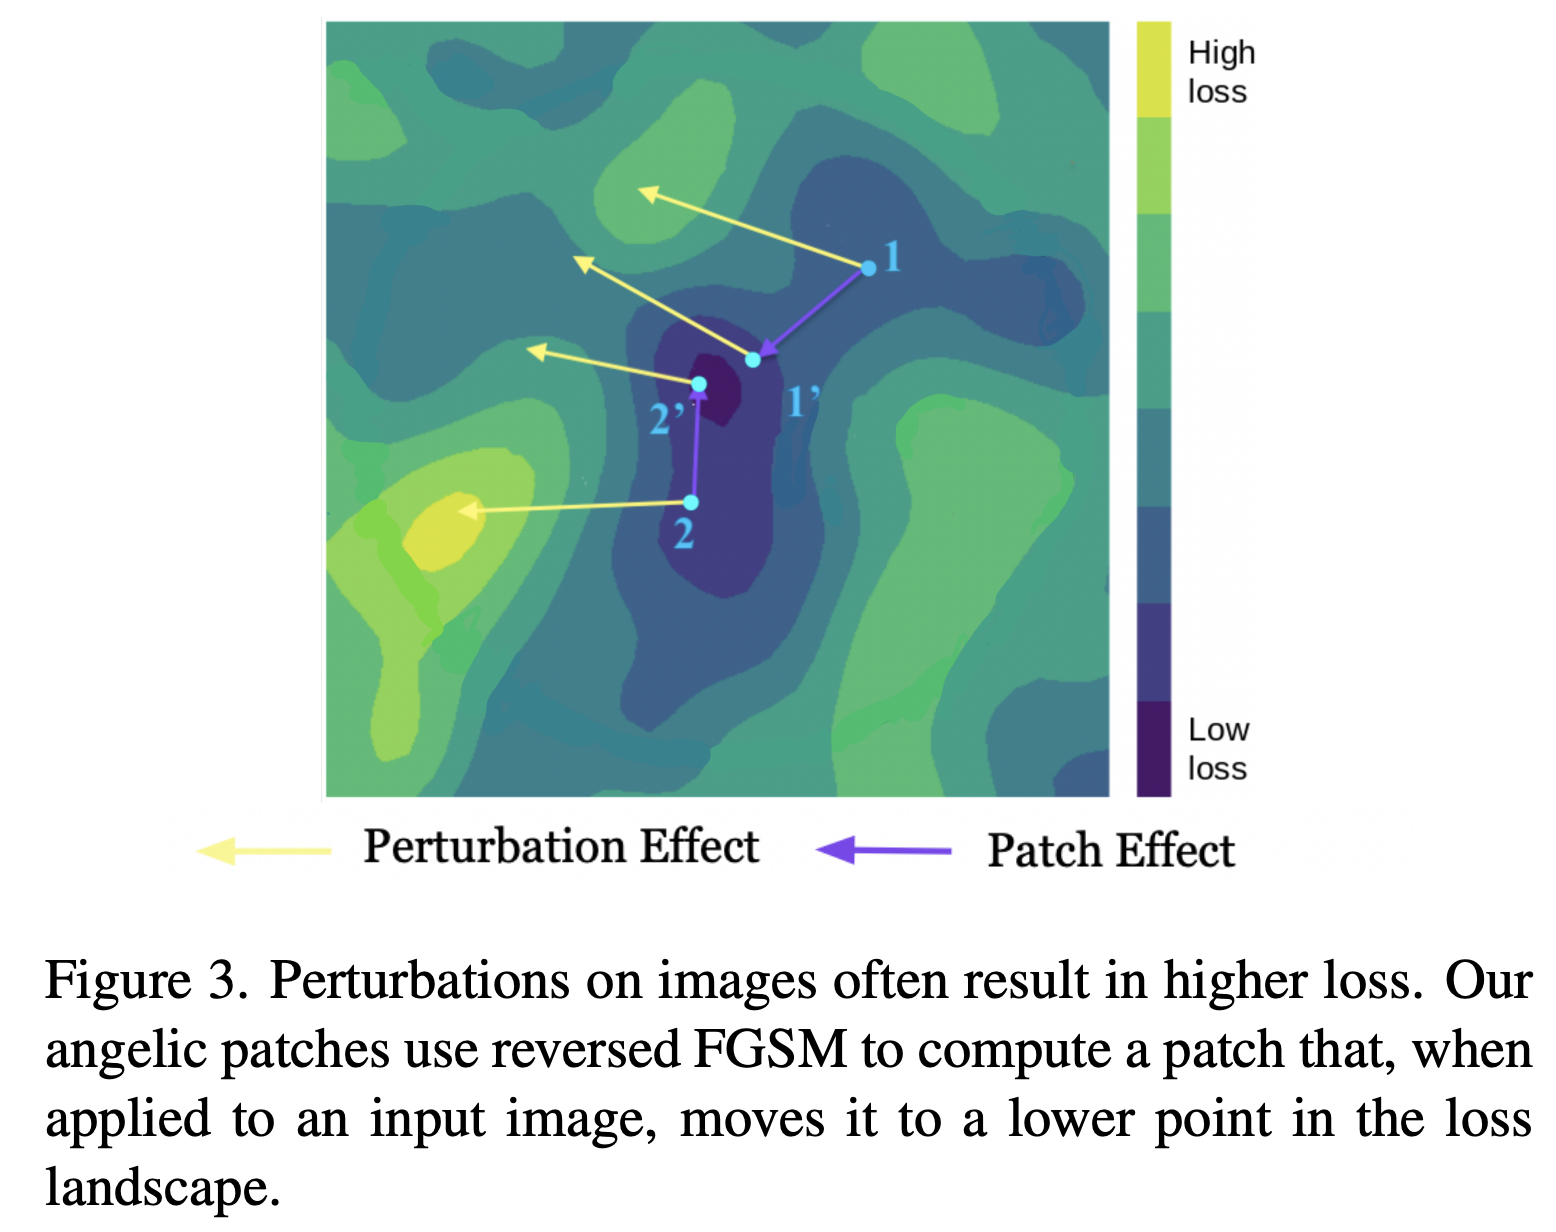 High
loss
1
1’
2’
2
Low
loss
Perturbation Effect
Patch Effect
Figure 3. Perturbations on images often result in higher loss. Our
angelic patches use reversed FGSM to compute a patch that, when
applied to an input image, moves it to a lower point in the loss
landscape.